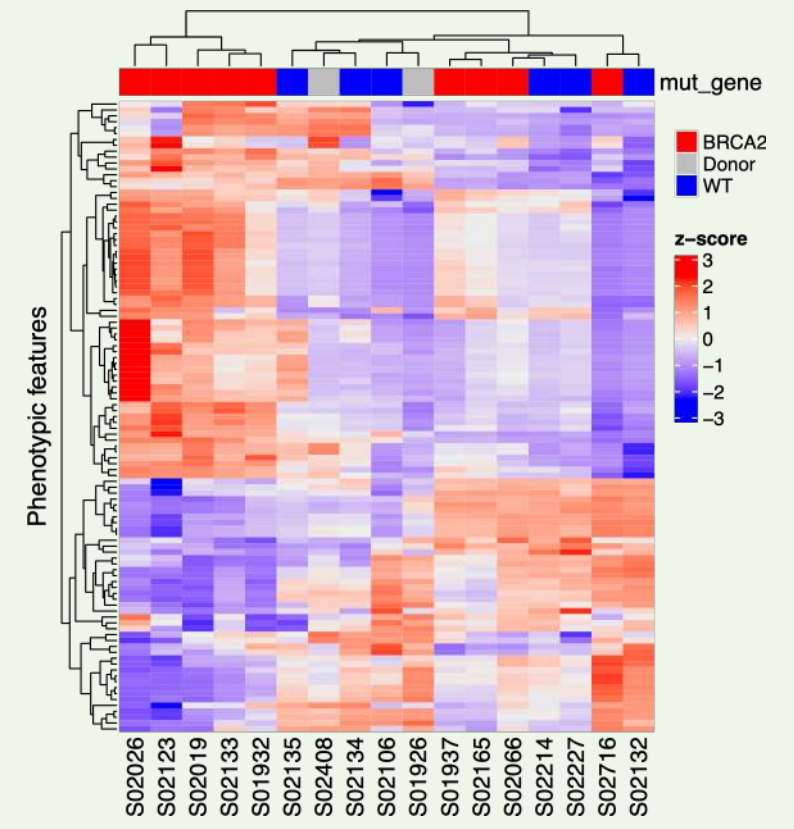 mut_gene
BRCA2
Donor
WT
z-score
3
2
1
0
−1
−2
−3
Phenotypic features
S02026
S02123
S02019
S02133
S01932
S02135
S02408
S02134
S02106
S01926
S01937
S02165
S02066
S02214
S02227
S02716
S02132